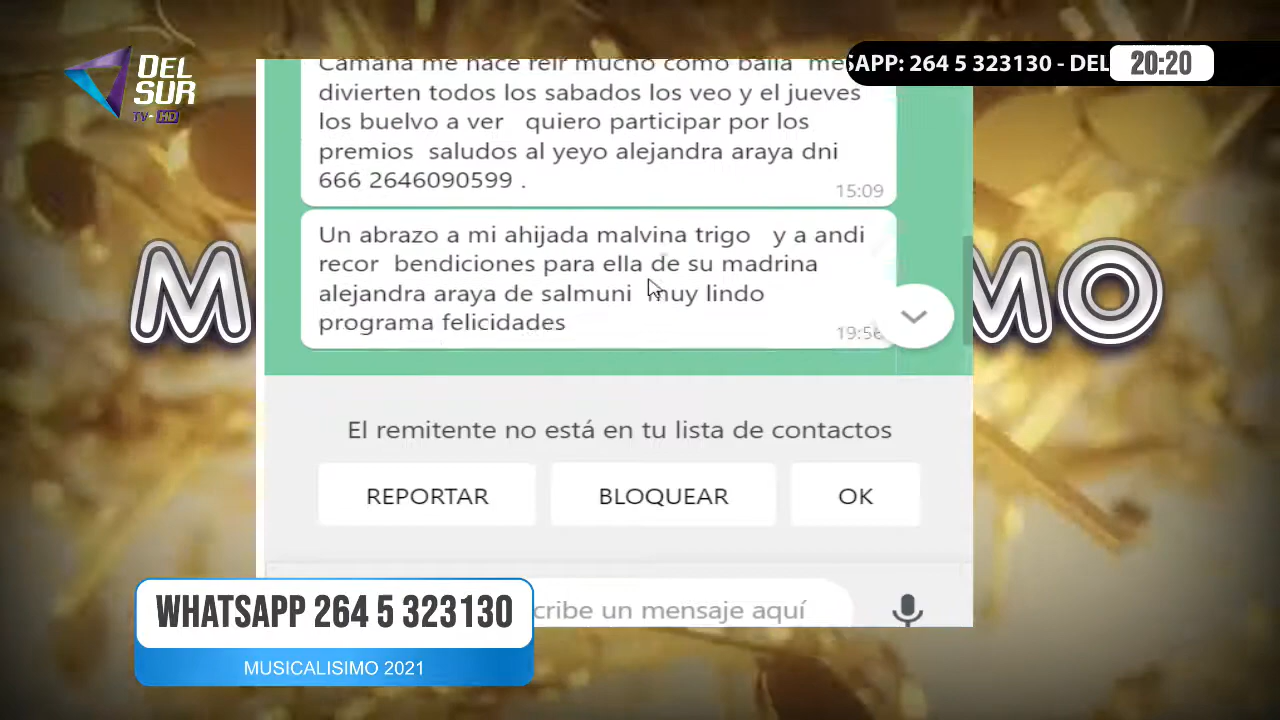 DEL
SUR
TV-HD
SAPP: 264 5 323130 - DEL
20:20
Camaña me hace reir mucho como baila me
divierten todos los sabados los veo y el jueves
los buelvo a ver quiero participar por los
premios saludos al yeyo alejandra araya dni
666 2646090599 .
15:09
Un abrazo a mi ahijada malvina trigo y a andi
recor bendiciones para ella de su madrina
alejandra araya de salmuni muy lindo
programa felicidades
19:56
M
IMO
El remitente no está en tu lista de contactos
REPORTAR
BLOQUEAR
OK
cribe un mensaje aquí
WHATSAPP 264 5 323130
MUSICALISIMO 2021